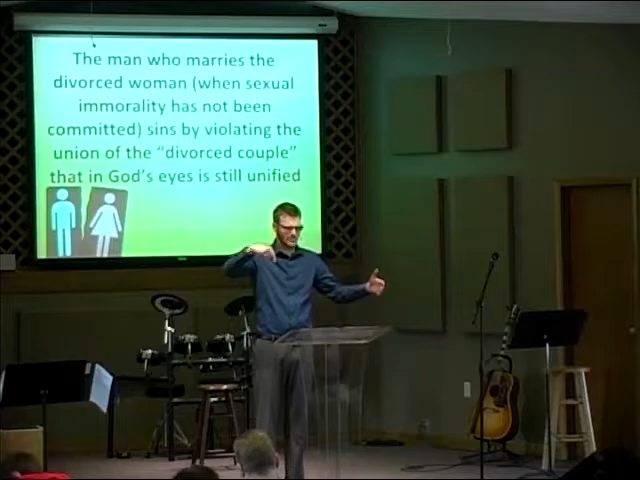 The man who marries the
divorced woman (when sexual
immorality has not been
committed) sins by violating the
union of the "divorced couple"
that in God's eyes is still unified